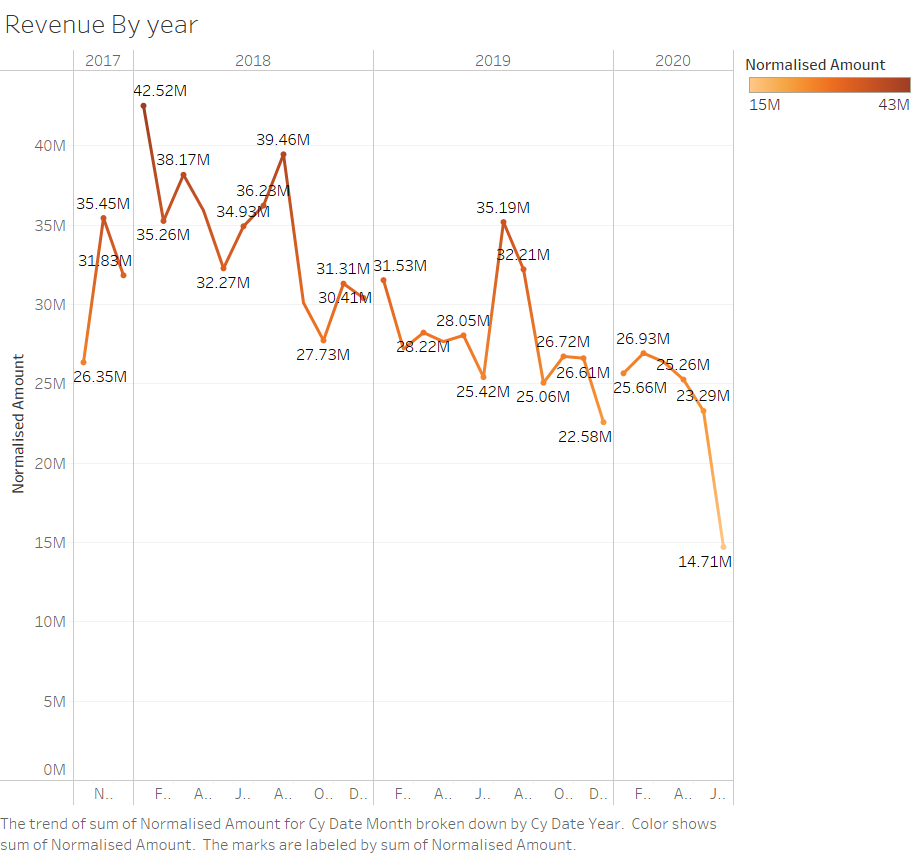 Revenue By year
2017 2018 2019 2020
Normalised Amount
15M 43M
42.52M
39.46M
40M
38.17M
36.23M
35.45M 34.93M 35.19M
35M
35.26M
31.83M 32.27M 31.31M 31.53M 32.21M
30M
30.41M
28.05M
28.22M 26.72M 26.93M
27.73M
26.35M 25.42M 25.06M 26.61M 25.66M 25.26M
25M
23.29M
22.58M
20M
15M
14.71M
10M
5M
0M
Normalised Amount
N.. F.. A.. J.. A.. O.. D.. F.. A.. J.. A.. O.. D.. F.. A.. J..
The trend of sum of Normalised Amount for Cy Date Month broken down by Cy Date Year. Color shows
sum of Normalised Amount. The marks are labeled by sum of Normalised Amount.